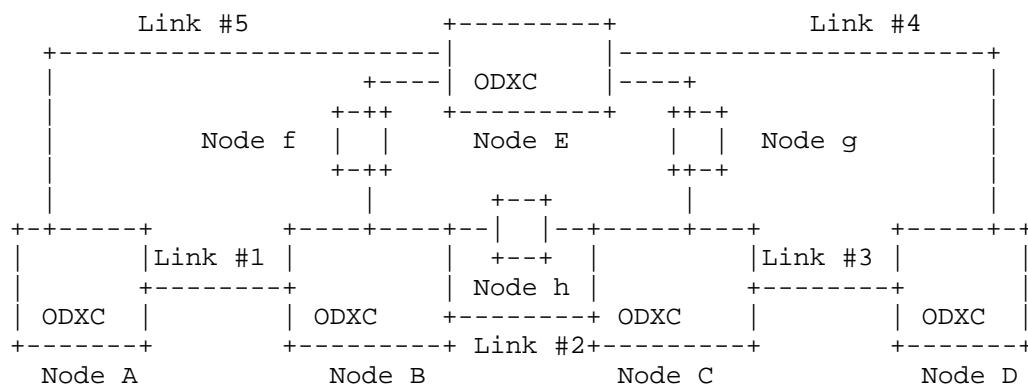 Link #5 Link #4
ODXC
Node f Node E Node g
Link #1 Link #3
Node h
ODXC ODXC ODXC ODXC
Link #2
Node A Node B Node C Node D